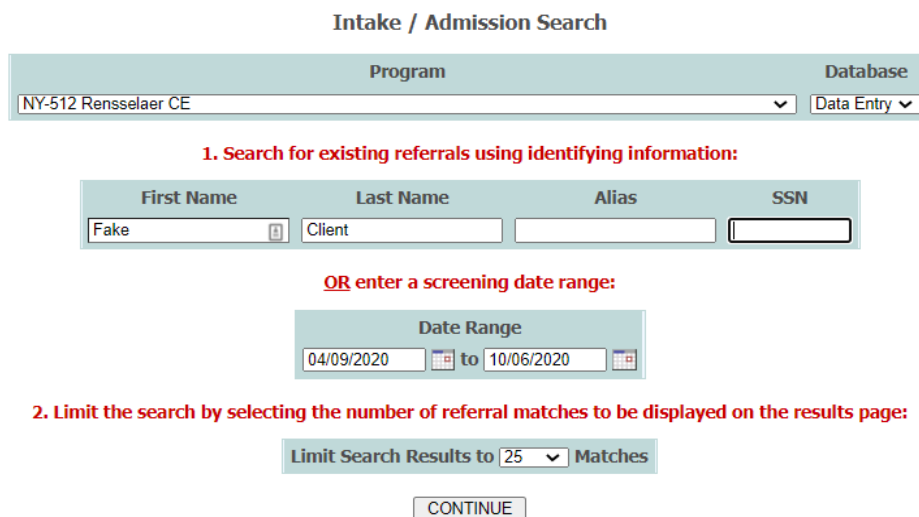 Intake / Admission Search
Program Database
NY-512 Rensselaer CE Data Entry
1. Search for existing referrals using identifying information:
First Name Last Name Alias SSN
Fake Client
OR enter a screening date range:
Date Range
04/09/2020 to 10/06/2020
2. Limit the search by selecting the number of referral matches to be displayed on the results page:
Limit Search Results to 25 Matches
CONTINUE